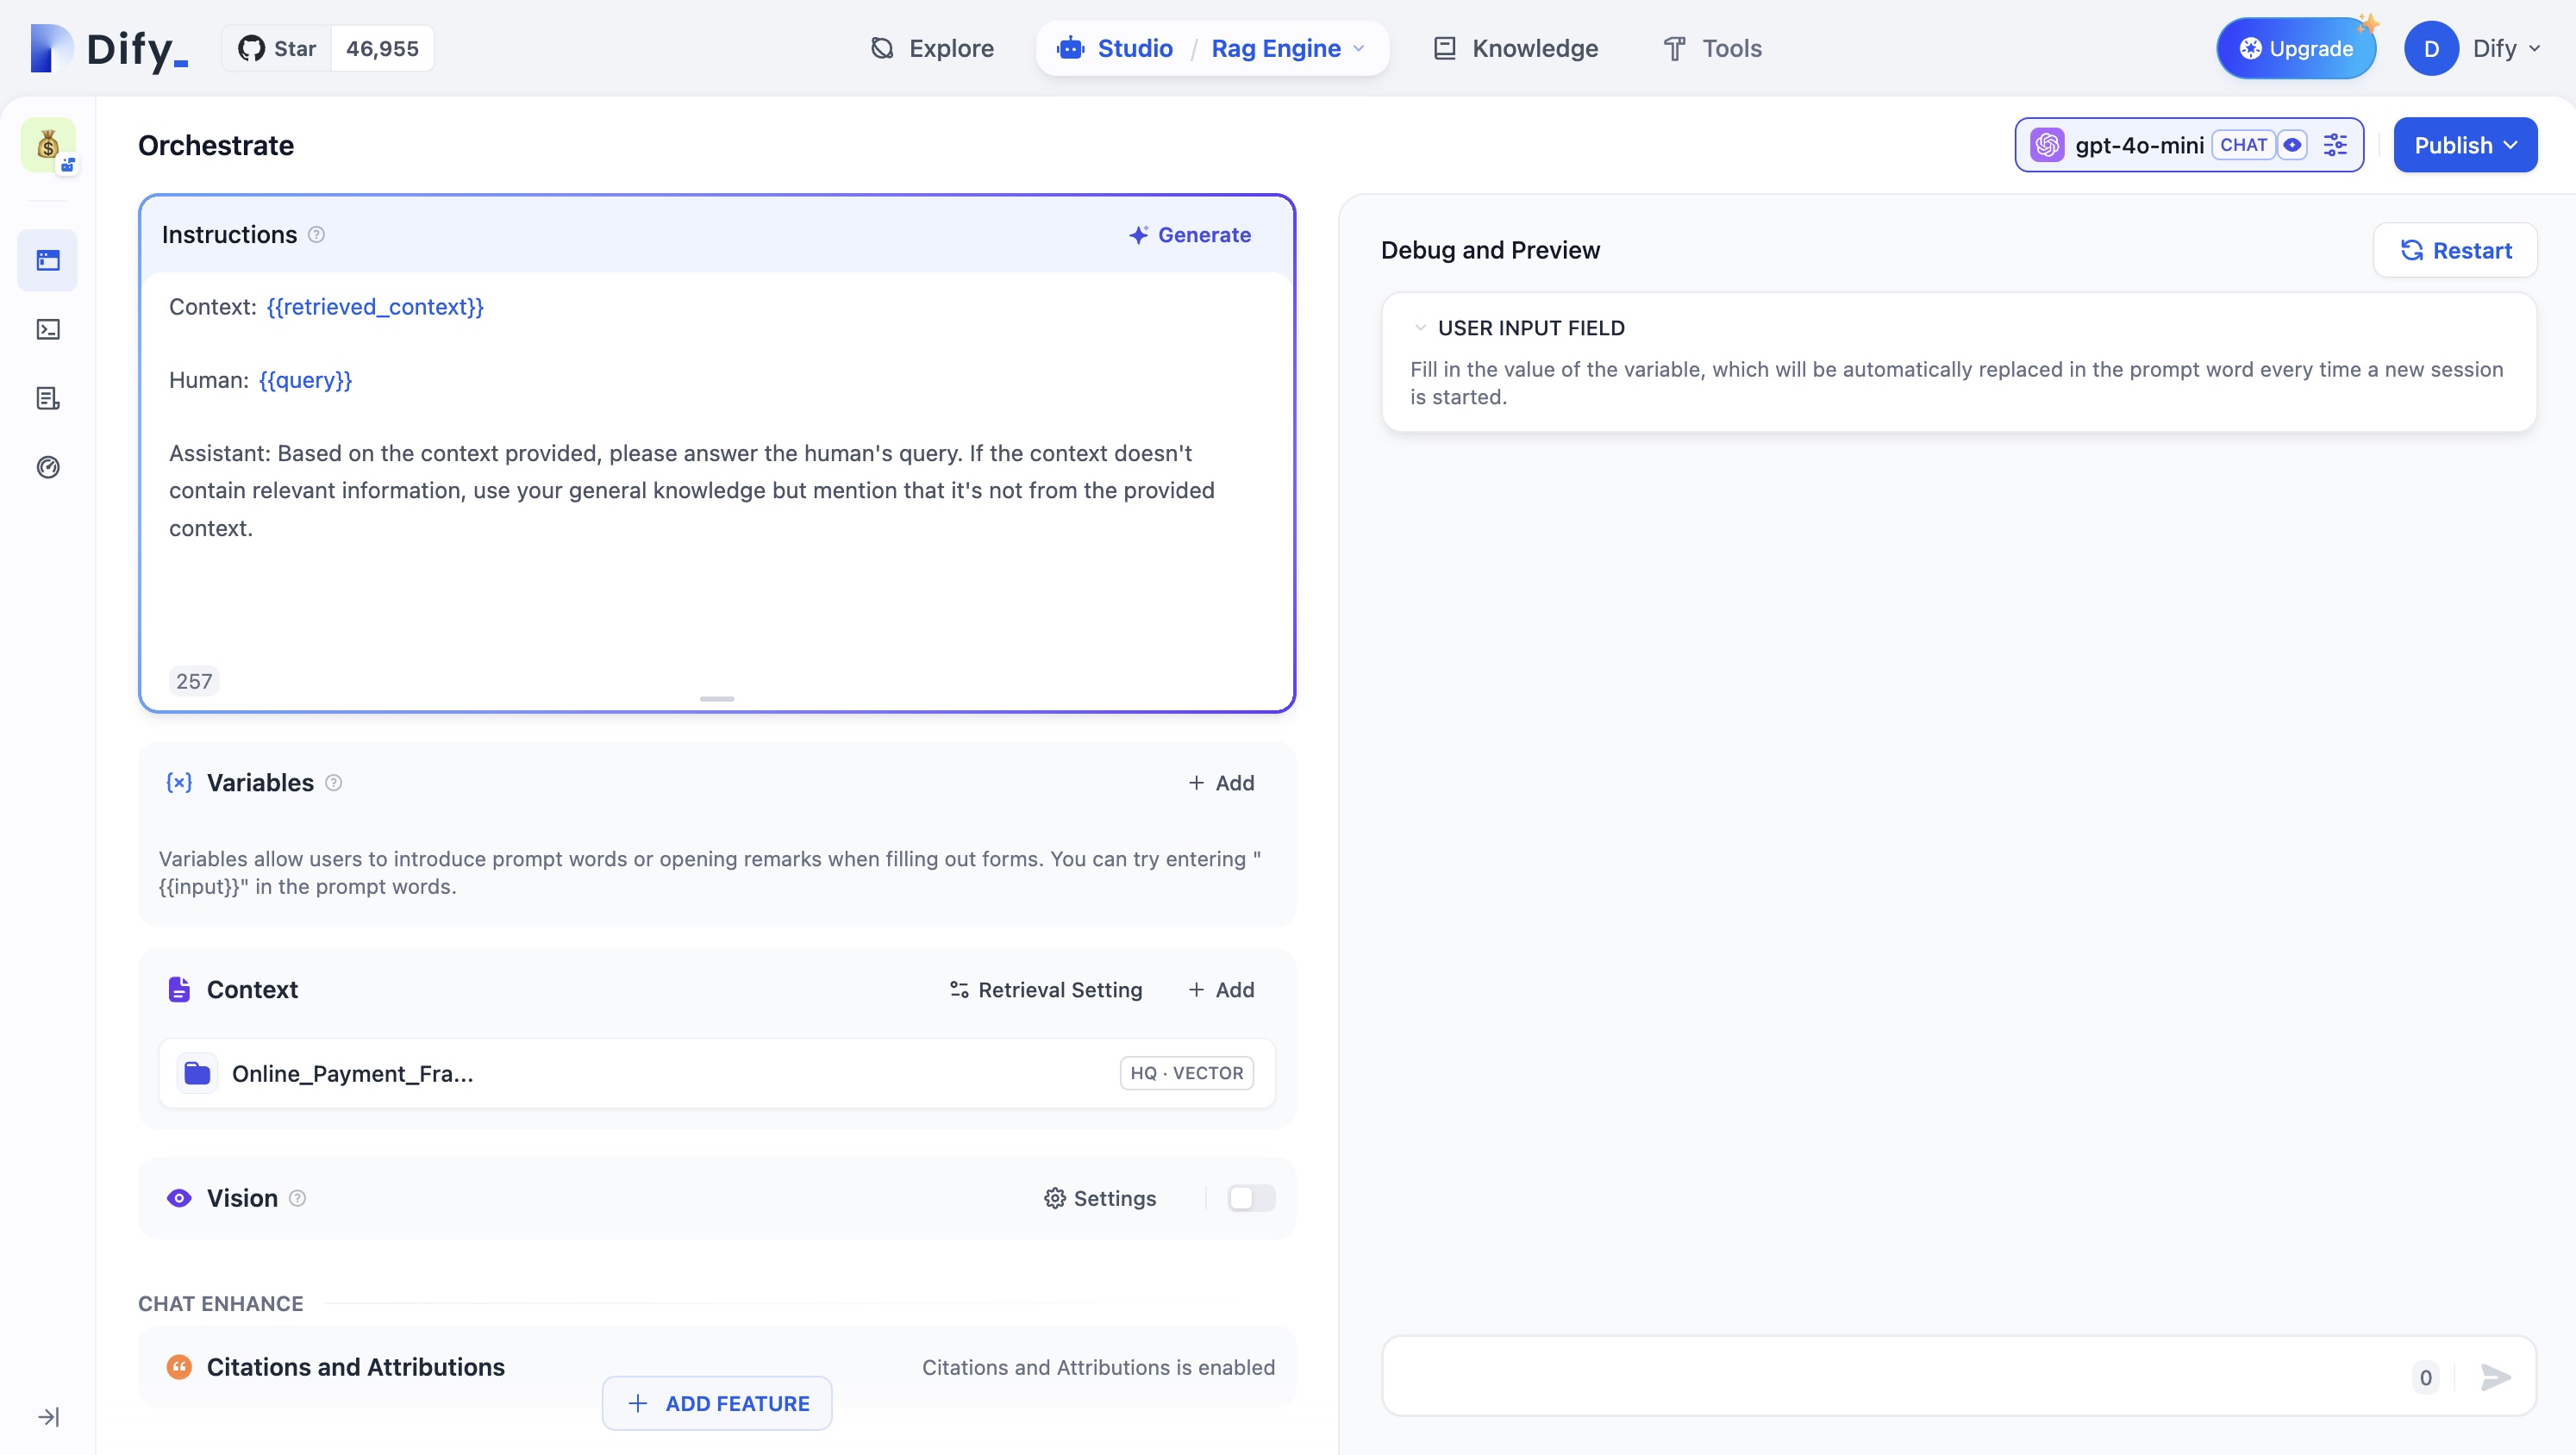 Dify_
Star 46,955
Explore
Studio / Rag Engine
Knowledge
Tools
Upgrade
D Dify
Orchestrate
gpt-4o-mini CHAT
Publish
Instructions
Generate
Context: {{retrieved_context}}
Human: {{query}}
Assistant: Based on the context provided, please answer the human's query. If the context doesn't
contain relevant information, use your general knowledge but mention that it's not from the provided
context.
257
Variables
+ Add
Variables allow users to introduce prompt words or opening remarks when filling out forms. You can try entering "
{{input}}" in the prompt words.
Context
Retrieval Setting
+ Add
Online_Payment_Fra...
HQ · VECTOR
Vision
Settings
CHAT ENHANCE
Citations and Attributions
Citations and Attributions is enabled
+ ADD FEATURE
Debug and Preview
Restart
USER INPUT FIELD
Fill in the value of the variable, which will be automatically replaced in the prompt word every time a new session
is started.
0